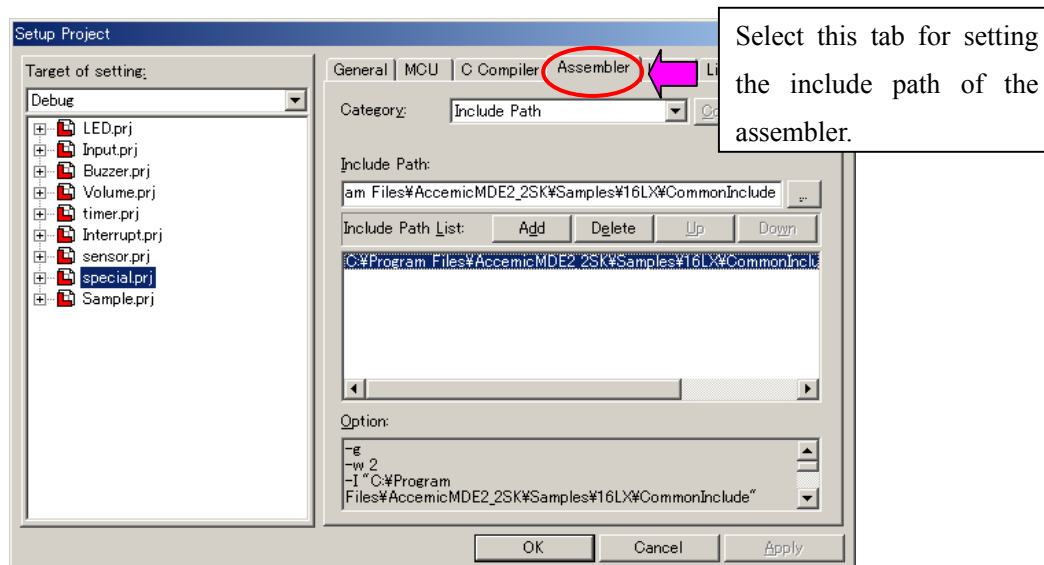 Setup Project
Select this tab for setting
the include path of the
assembler.
Target of setting:
Debug
LED.prj
Input.prj
Buzzer.prj
Volume.prj
timer.prj
Interrupt.prj
sensor.prj
special.prj
Sample.prj
General MCU C Compiler Assembler Li
Category: Include Path
Include Path:
am Files¥AccemicMDE2_2SK¥Samples¥16LX¥CommonInclude ...
Include Path List: Add Delete Up Down
C:¥Program Files¥AccemicMDE2_2SK¥Samples¥16LX¥CommonInclu
Option:
-g
-w 2
-I "C:¥Program
Files¥AccemicMDE2_2SK¥Samples¥16LX¥CommonInclude"
OK Cancel Apply